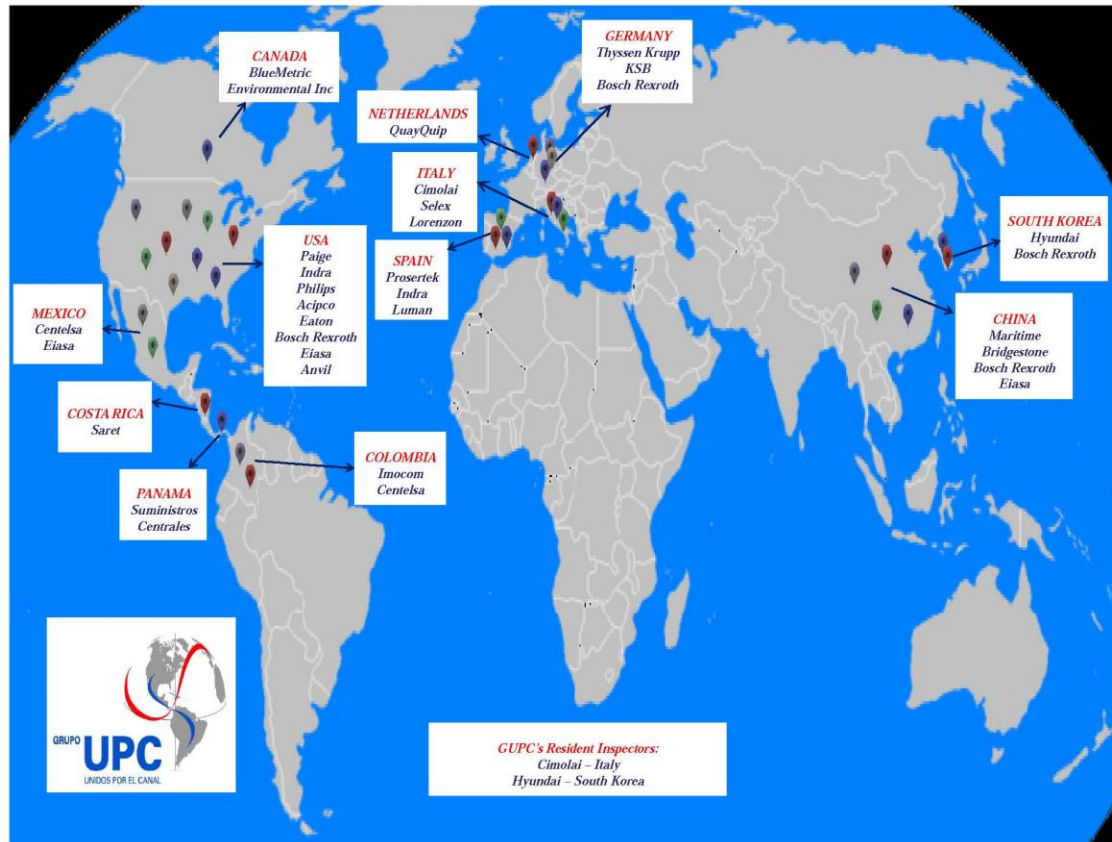 CANADA
BlueMetric
Environmental Inc
GERMANY
Thyssen Krupp
KSB
Bosch Rexroth
NETHERLANDS
QuayQuip
ITALY
Cimolai
Selex
Lorenzon
SPAIN
Prosertek
Indra
Luman
USA
Paige
Indra
Philips
Acipco
Eaton
Bosch Rexroth
Eiasa
Anvil
SOUTH KOREA
Hyundai
Bosch Rexroth
CHINA
Maritime
Bridgestone
Bosch Rexroth
Eiasa
MEXICO
Centelsa
Eiasa
COSTA RICA
Saret
PANAMA
Suministros
Centrales
COLOMBIA
Imocom
Centelsa
GRUPO
UPC
UNIDOS POR EL CANAL
GUPC's Resident Inspectors:
Cimolai – Italy
Hyundai – South Korea